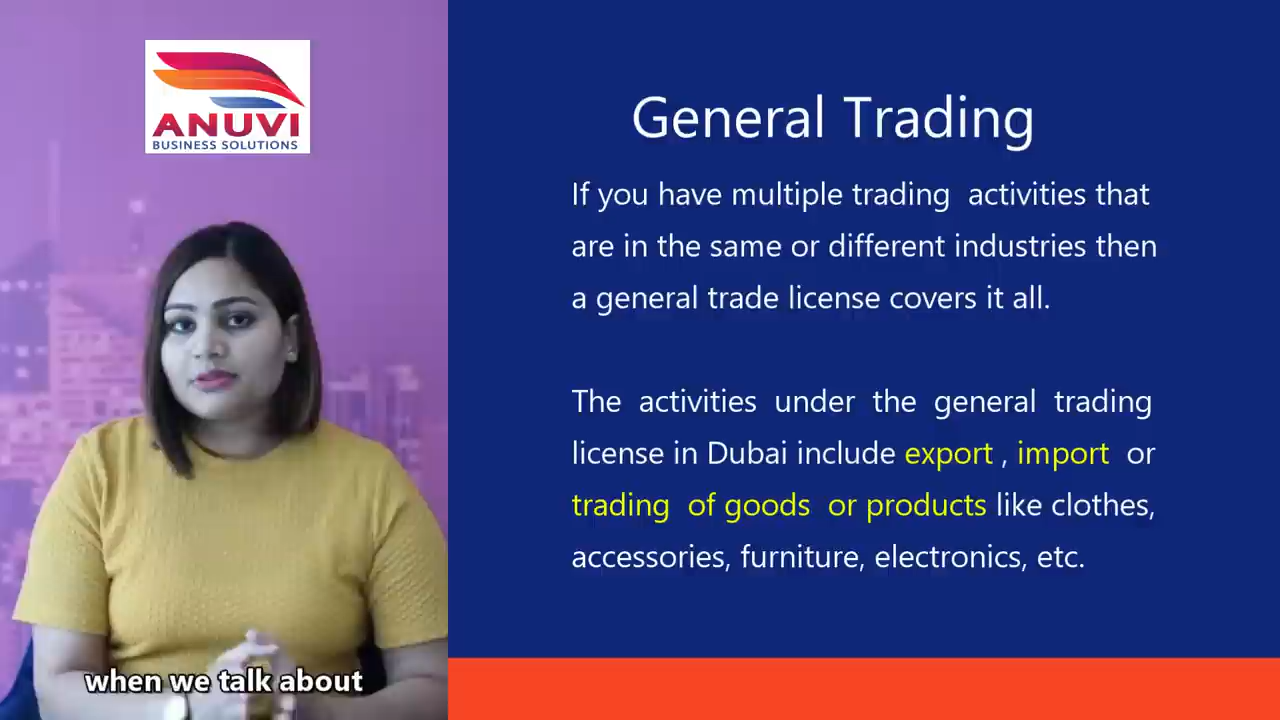 ANUVI
BUSINESS SOLUTIONS
General Trading
If you have multiple trading activities that
are in the same or different industries then
a general trade license covers it all.
The activities under the general trading
license in Dubai include export , import or
trading of goods or products like clothes,
accessories, furniture, electronics, etc.
when we talk about